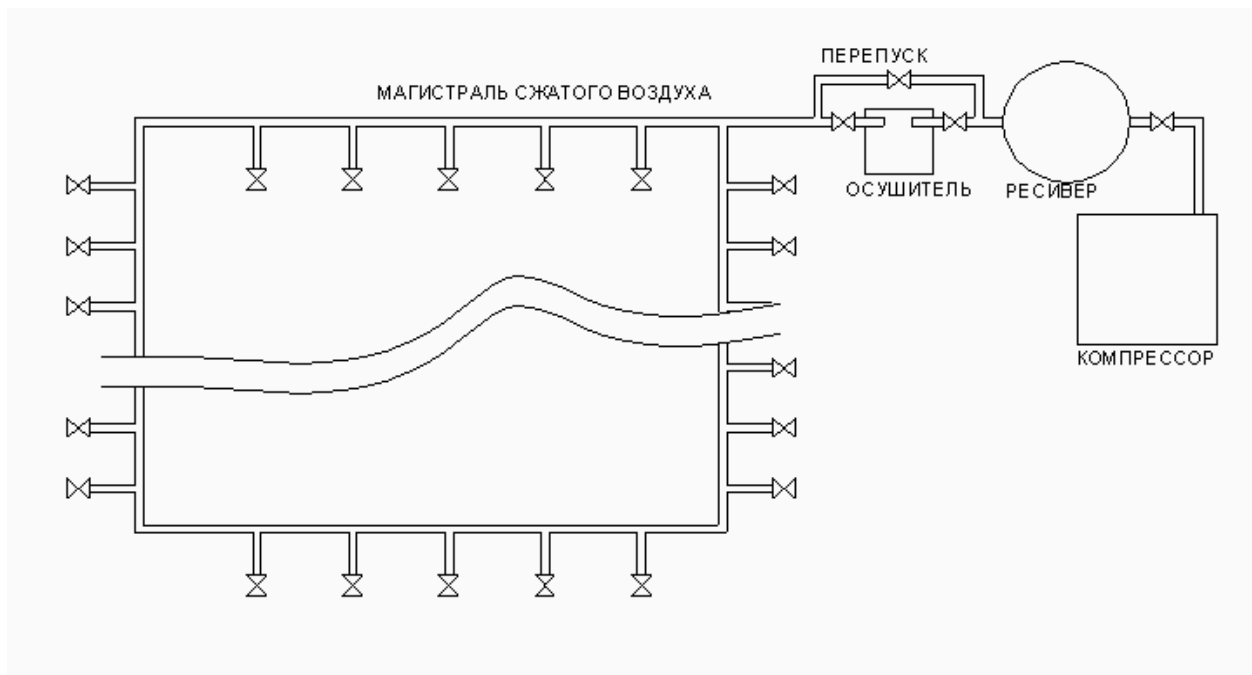 ПЕРЕПУСК
МАГИСТРАЛЬ СЖАТОГО ВОЗДУХА
ОСУШИТЕЛЬ
РЕСИВЕР
КОМПРЕССОР